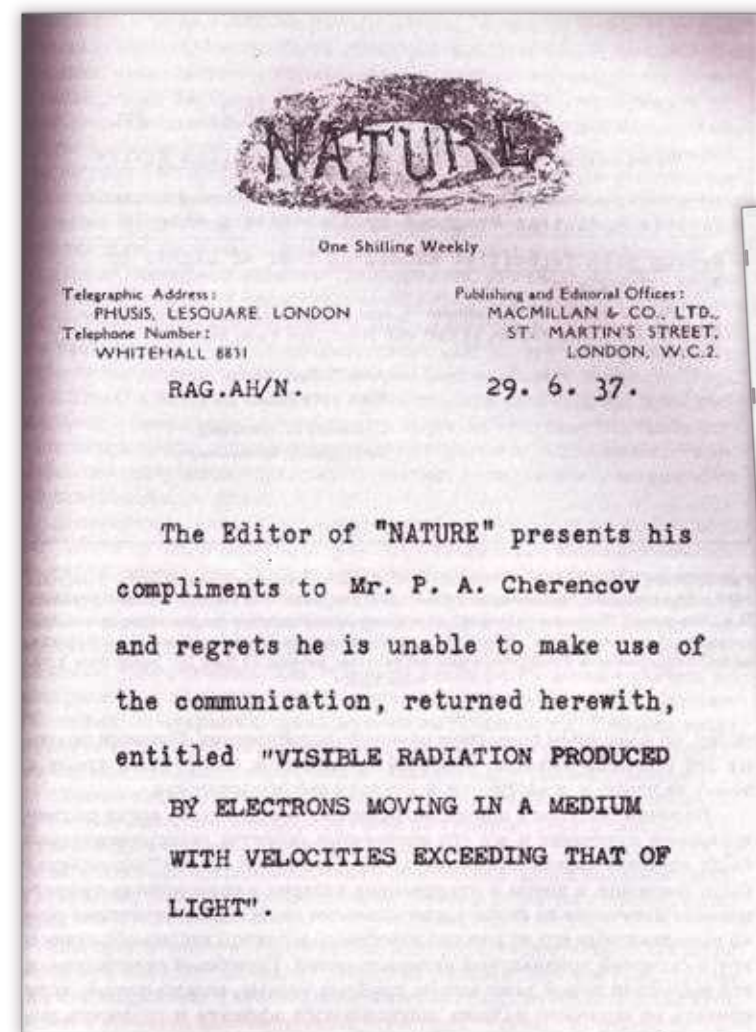 NATURE
One Shilling Weekly
Telegraphic Address:
PHUSIS, LESQUARE. LONDON
Telephone Number:
WHITEHALL 8831
Publishing and Editorial Offices:
MACMILLAN & CO., LTD.,
ST. MARTIN'S STREET,
LONDON, W.C.2.
RAG.AH/N.
29. 6. 37.
The Editor of "NATURE" presents his
compliments to Mr. P. A. Cherencov
and regrets he is unable to make use of
the communication, returned herewith,
entitled "VISIBLE RADIATION PRODUCED
BY ELECTRONS MOVING IN A MEDIUM
WITH VELOCITIES EXCEEDING THAT OF
LIGHT".